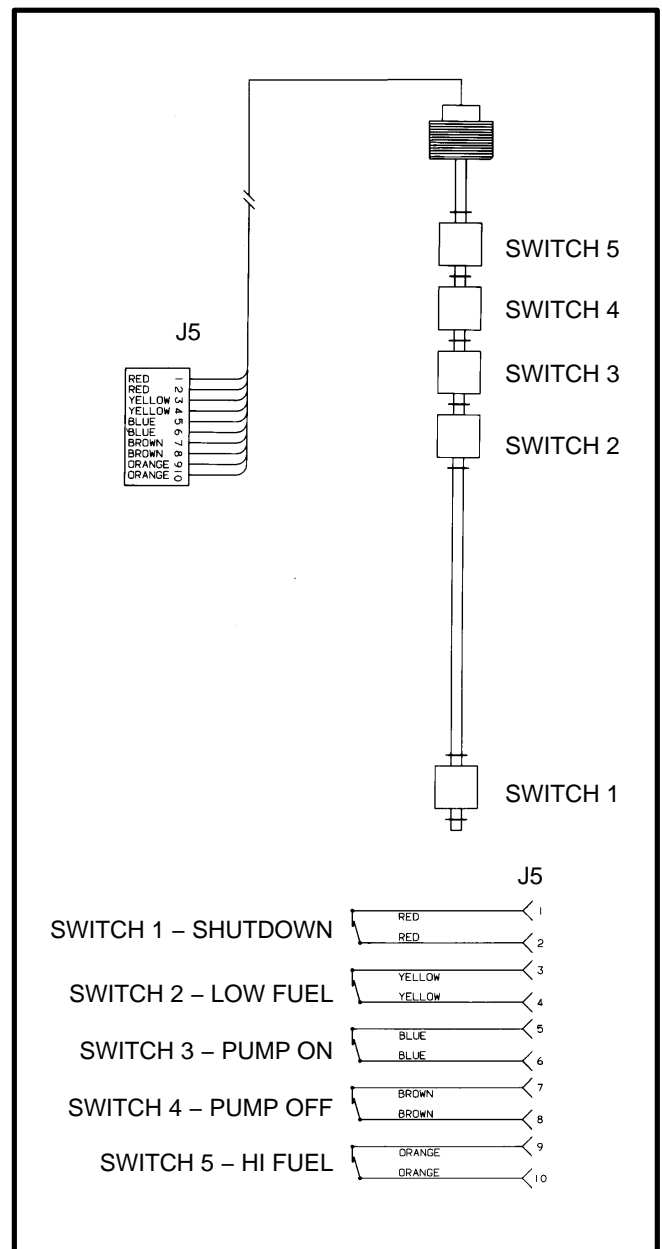 SWITCH 5
SWITCH 4
J5
SWITCH 3
RED 1
RED 2
YELLOW 3
YELLOW 4
BLUE 5
BLUE 6
BROWN 7
BROWN 8
ORANGE 9
ORANGE 10
SWITCH 2
SWITCH 1
J5
SWITCH 1 – SHUTDOWN
RED 1
RED 2
SWITCH 2 – LOW FUEL
YELLOW 3
YELLOW 4
SWITCH 3 – PUMP ON
BLUE 5
BLUE 6
SWITCH 4 – PUMP OFF
BROWN 7
BROWN 8
SWITCH 5 – HI FUEL
ORANGE 9
ORANGE 10